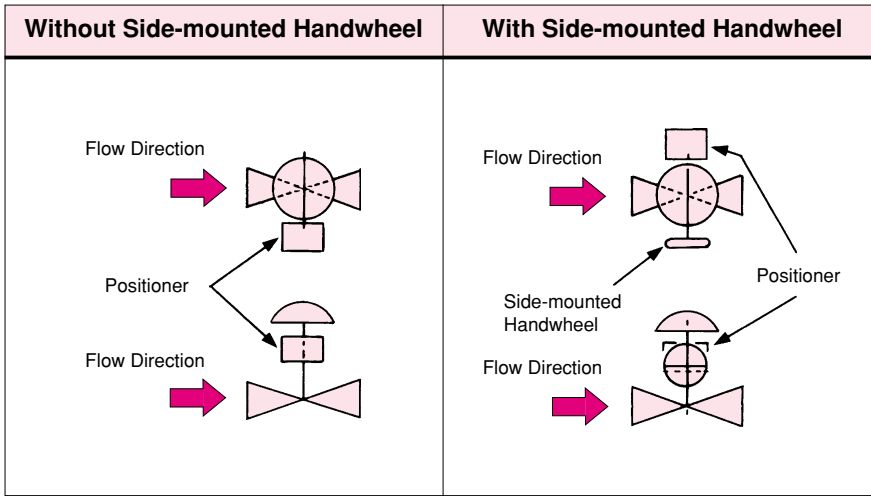 Without Side-mounted Handwheel
With Side-mounted Handwheel
Flow Direction
Positioner
Flow Direction
Flow Direction
Side-mounted
Handwheel
Positioner
Flow Direction